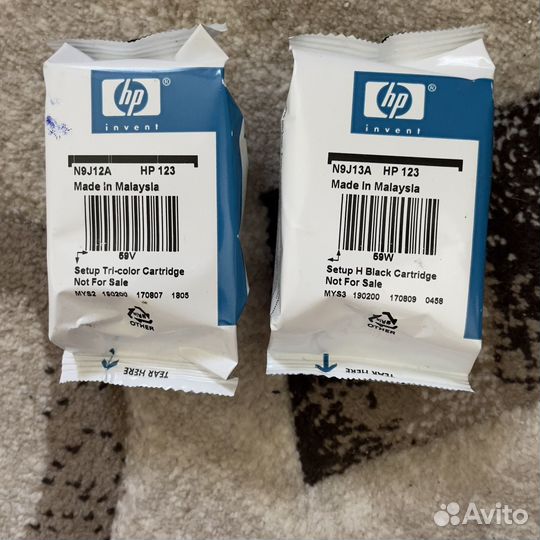 hp®
invent
N9J12A HP 123
Made in Malaysia
59V
Setup Tri-color Cartridge
Not For Sale
MYS2 190200 170807 1805
OTHER
TEAR HERE
hp®
invent
N9J13A HP 123
Made in Malaysia
59W
Setup H Black Cartridge
Not For Sale
MYS3 190200 170809 0458
OTHER
TEAR HERE
Avito